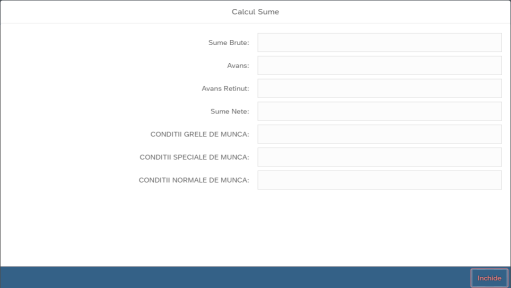 Calcul Sume
Sume Brute:
Avans:
Avans Retinut:
Sume Nete:
CONDITII GRELE DE MUNCA:
CONDITII SPECIALE DE MUNCA:
CONDITII NORMALE DE MUNCA:
Inchide